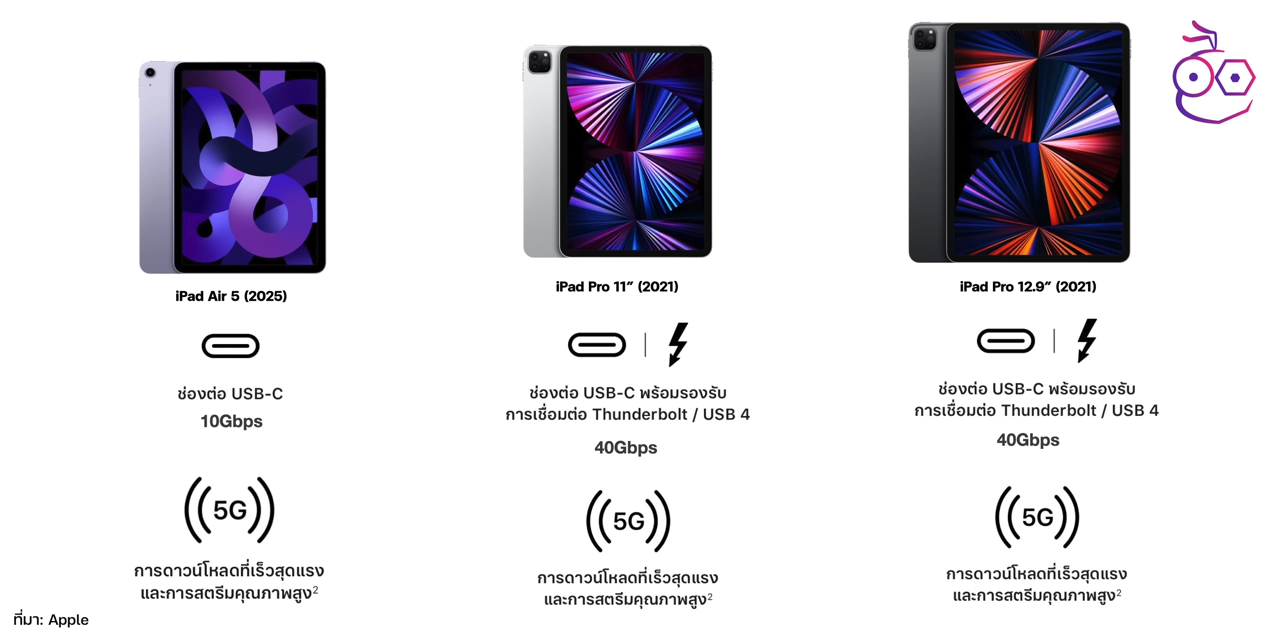 iPad Air 5 (2025)
ช่องต่อ USB-C
10Gbps
5G
การดาวน์โหลดที่เร็วสุดแรง
และการสตรีมคุณภาพสูง2
iPad Pro 11” (2021)
ช่องต่อ USB-C พร้อมรองรับ
การเชื่อมต่อ Thunderbolt / USB 4
40Gbps
5G
การดาวน์โหลดที่เร็วสุดแรง
และการสตรีมคุณภาพสูง2
iPad Pro 12.9” (2021)
ช่องต่อ USB-C พร้อมรองรับ
การเชื่อมต่อ Thunderbolt / USB 4
40Gbps
5G
การดาวน์โหลดที่เร็วสุดแรง
และการสตรีมคุณภาพสูง2
ที่มา: Apple